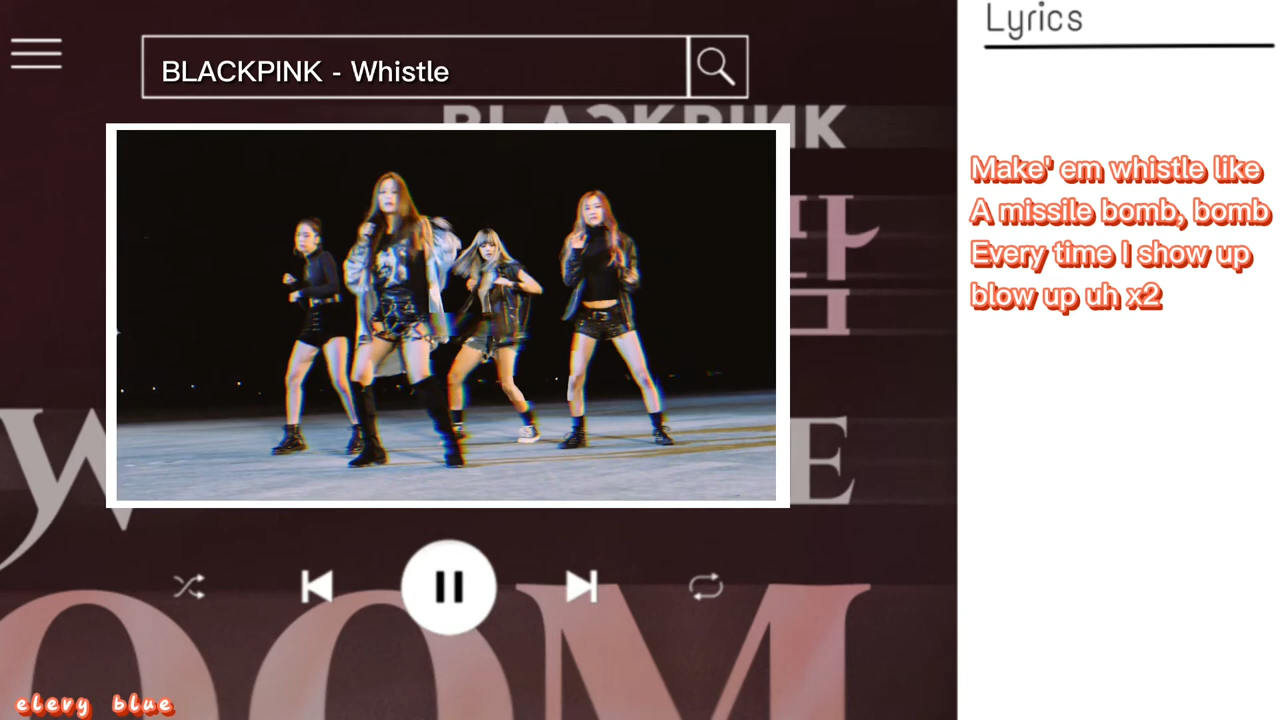 Lyrics
BLACKPINK - Whistle
BLACKPINK
Make' em whistle like
A missile bomb, bomb
Every time I show up
blow up uh x2
W E
OOM
elevy blue